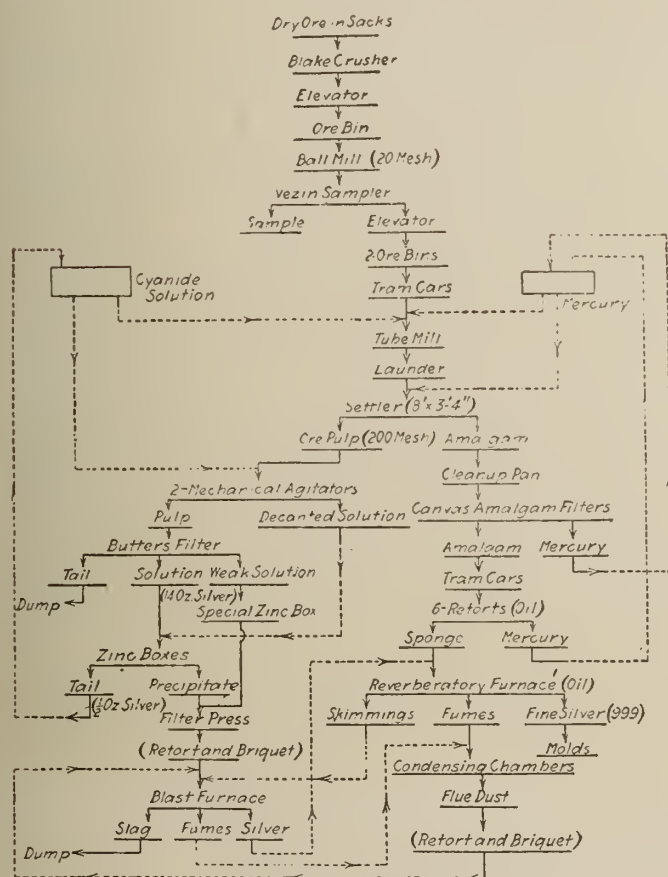 Dry Ore in Sacks
Blake Crusher
Elevator
Ore Bin
Ball Mill (20 Mesh)
Vezin Sampler
Sample Elevator
2-Ore Bins
Cyanide Solution
Tram Cars
Mercury
Tube Mill
Launder
Settler (8'x 3'-4")
Ore Pulp (200 Mesh) Amalgam
Cleanup Pan
2-Mechanical Agitators
Pulp Decanted Solution Canvas Amalgam Filters
Butters Filter Amalgam Mercury
Tail Solution Weak Solution Tram Cars
Dump (140z. Silver) Special Zinc Box 6-Retorts (Oil)
Sponge Mercury
Zinc Boxes
Tail Precipitate Reverberatory Furnace (Oil)
(½Oz Silver) Skimmings Fumes Fine Silver (999)
Filter Press
(Retort and Briquet) Molds
Condensing Chambers
Blast Furnace Flue Dust
Slag Fumes Silver (Retort and Briquet)
Dump